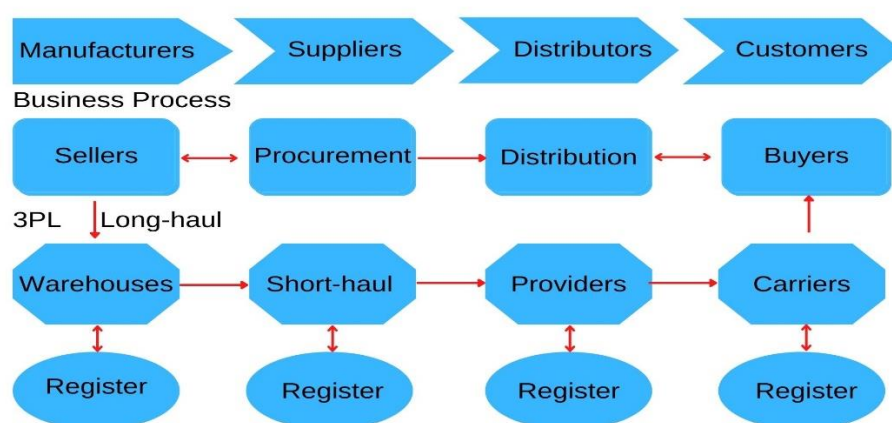 Manufacturers Suppliers Distributors Customers
Business Process
Sellers Procurement Distribution Buyers
3PL Long-haul
Warehouses Short-haul Providers Carriers
Register Register Register Register